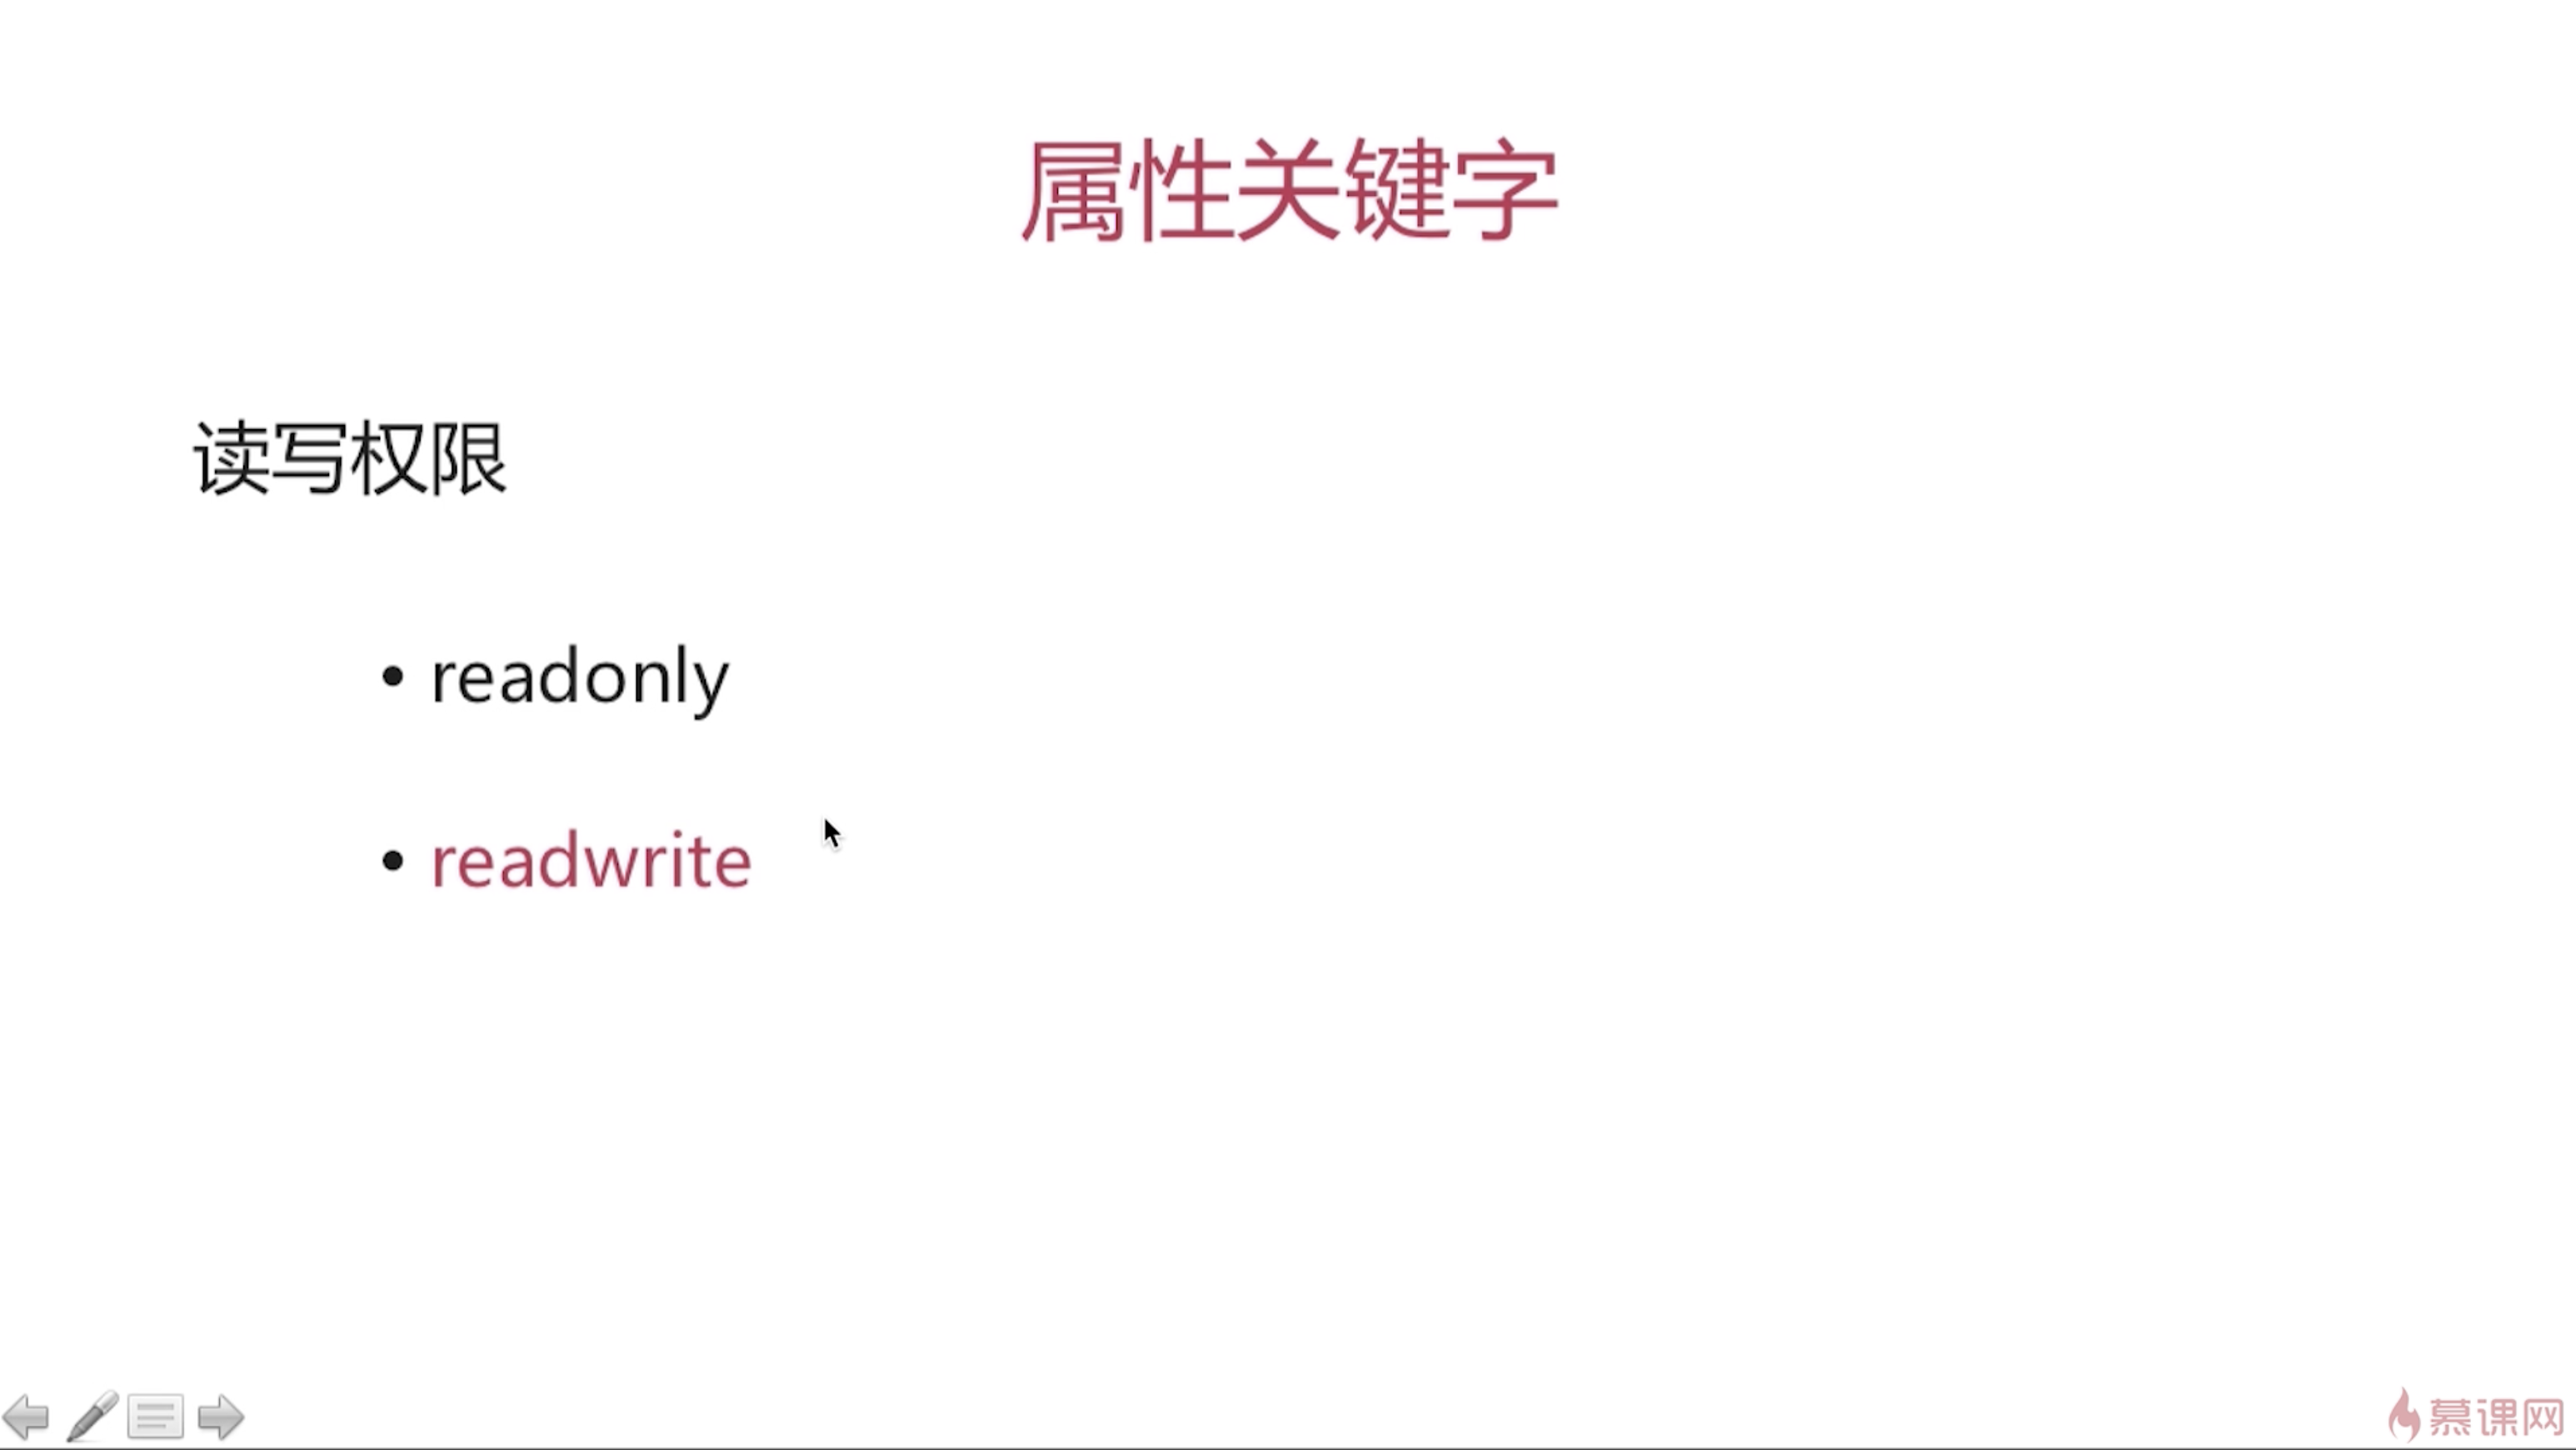 属性关键字
读写权限
• readonly
• readwrite
慕课网